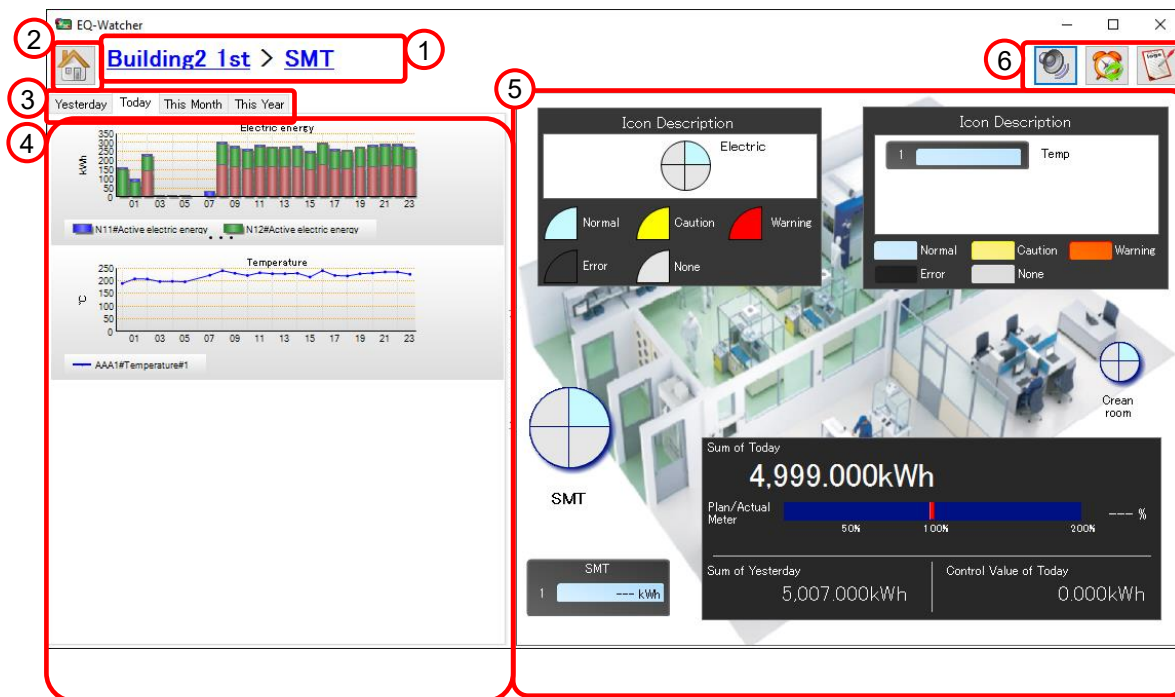 EQ-Watcher
2
Building2 1st > SMT
1
6
logs
3
Yesterday Today This Month This Year
5
4
Electric energy
kWh
350
300
250
200
150
100
50
0
01 03 05 07 09 11 13 15 17 19 21 23
N11#Active electric energy N12#Active electric energy
...
Temperature
℃
250
200
150
100
50
0
01 03 05 07 09 11 13 15 17 19 21 23
AAA1#Temperature#1
Icon Description
Electric
Normal Caution Warning
Error None
Icon Description
1 Temp
Normal Caution Warning
Error None
Crean
room
SMT
SMT
1 --- kWh
Sum of Today
4,999.000kWh
Plan/Actual
Meter
--- %
50% 100% 200%
Sum of Yesterday
5,007.000kWh
Control Value of Today
0.000kWh